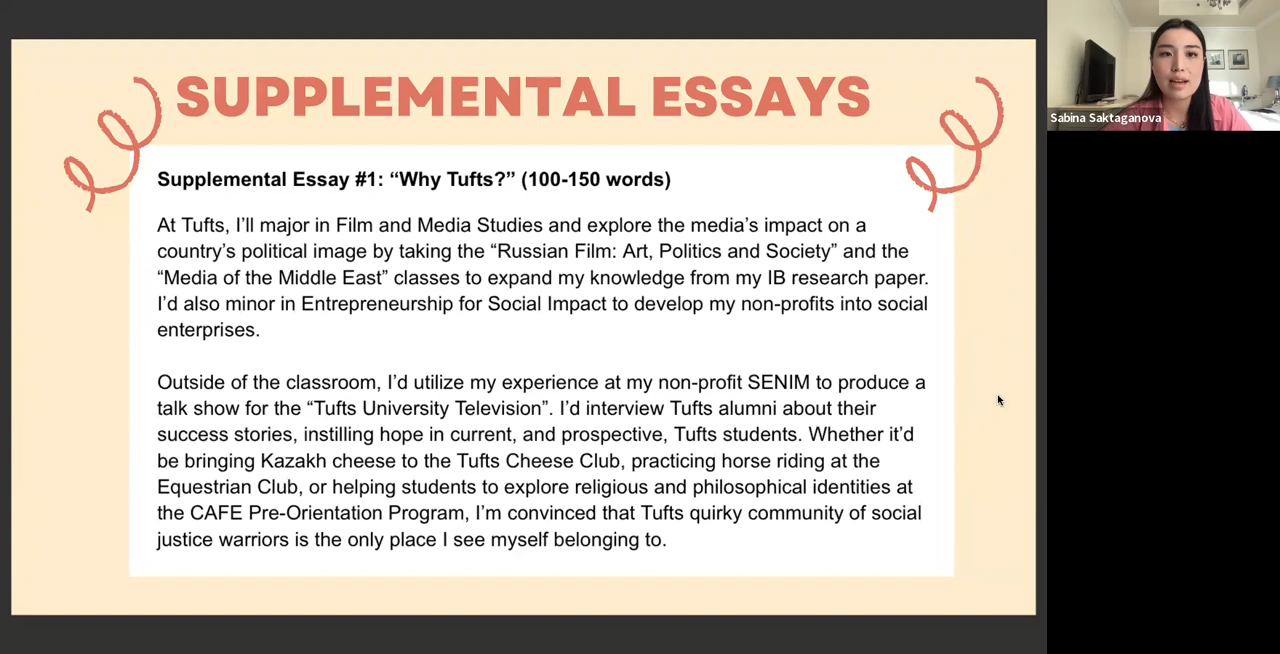 SUPPLEMENTAL ESSAYS
Sabina Saktaganova
Supplemental Essay #1: “Why Tufts?” (100-150 words)
At Tufts, I’ll major in Film and Media Studies and explore the media’s impact on a
country’s political image by taking the “Russian Film: Art, Politics and Society” and the
“Media of the Middle East” classes to expand my knowledge from my IB research paper.
I’d also minor in Entrepreneurship for Social Impact to develop my non-profits into social
enterprises.
Outside of the classroom, I’d utilize my experience at my non-profit SENIM to produce a
talk show for the “Tufts University Television”. I’d interview Tufts alumni about their
success stories, instilling hope in current, and prospective, Tufts students. Whether it’d
be bringing Kazakh cheese to the Tufts Cheese Club, practicing horse riding at the
Equestrian Club, or helping students to explore religious and philosophical identities at
the CAFE Pre-Orientation Program, I’m convinced that Tufts quirky community of social
justice warriors is the only place I see myself belonging to.